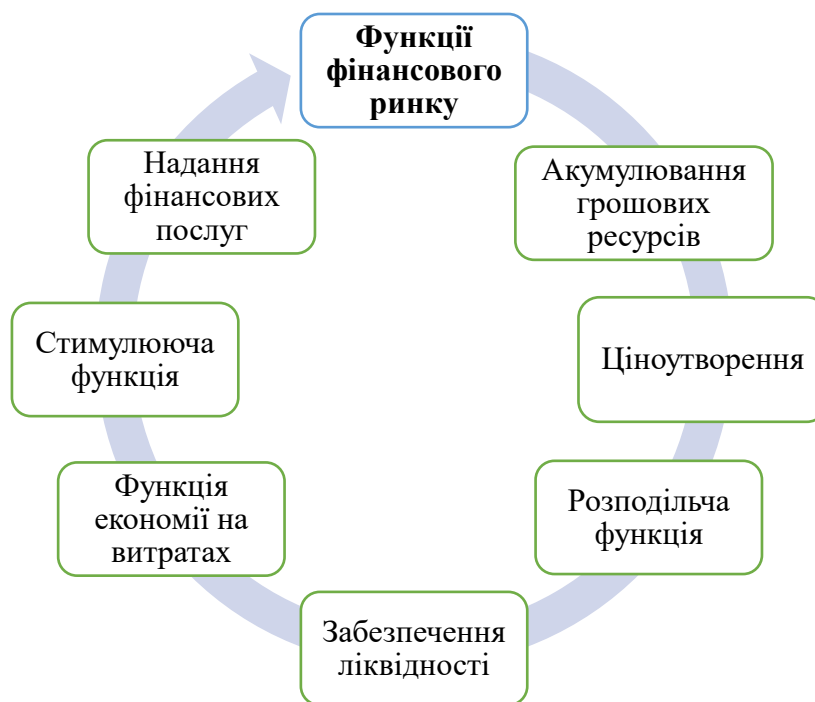 Функції
фінансового
ринку
Акумулювання
грошових
ресурсів
Ціноутворення
Розподільча
функція
Забезпечення
ліквідності
Функція
економії на
витратах
Стимулююча
функція
Надання
фінансових
послуг